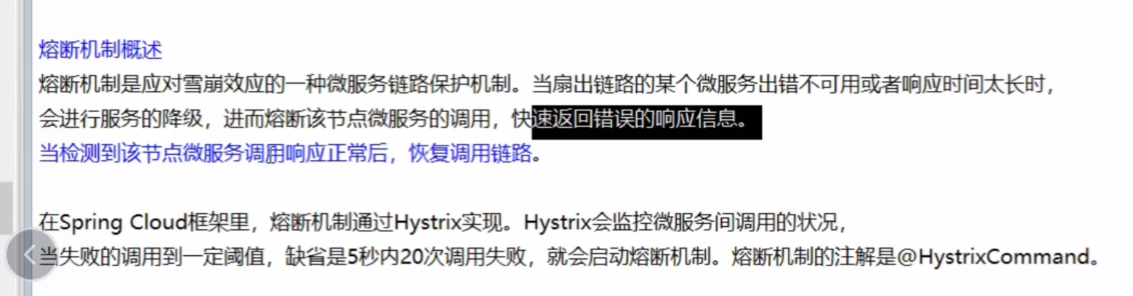 熔断机制概述
熔断机制是应对雪崩效应的一种微服务链路保护机制。当扇出链路的某个微服务出错不可用或者响应时间太长时，
会进行服务的降级，进而熔断该节点微服务的调用，快速返回错误的响应信息。
当检测到该节点微服务调用响应正常后，恢复调用链路。
在Spring Cloud框架里，熔断机制通过Hystrix实现。Hystrix会监控微服务间调用的状况，
当失败的调用到一定阈值，缺省是5秒内20次调用失败，就会启动熔断机制。熔断机制的注解是@HystrixCommand。